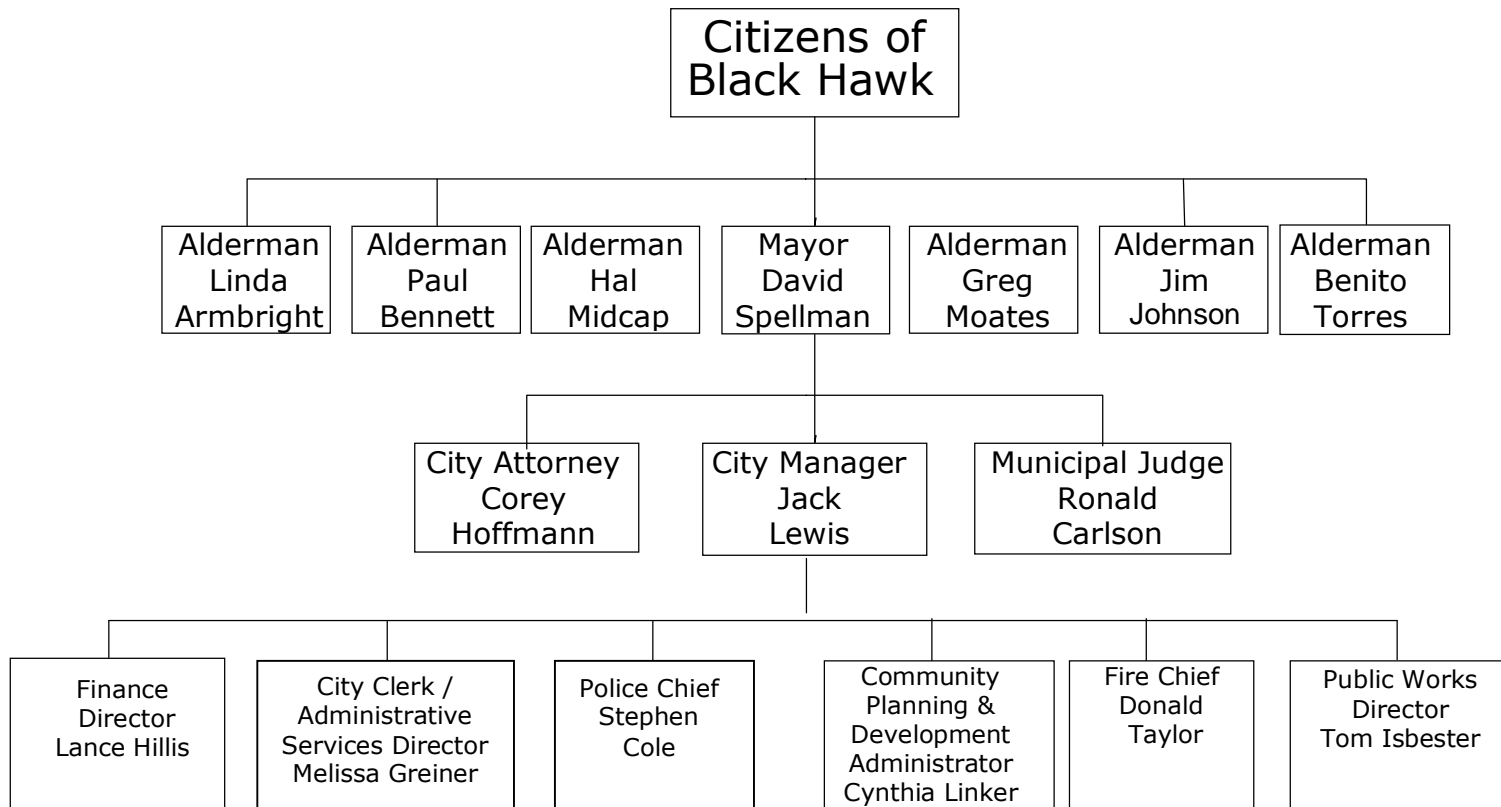 Citizens of
Black Hawk
Alderman
Linda
Armbright
Alderman
Paul
Bennett
Alderman
Hal
Midcap
Mayor
David
Spellman
Alderman
Greg
Moates
Alderman
Jim
Johnson
Alderman
Benito
Torres
City Attorney
Corey
Hoffmann
City Manager
Jack
Lewis
Municipal Judge
Ronald
Carlson
Finance
Director
Lance Hillis
City Clerk /
Administrative
Services Director
Melissa Greiner
Police Chief
Stephen
Cole
Community
Planning &
Development
Administrator
Cynthia Linker
Fire Chief
Donald
Taylor
Public Works
Director
Tom Isbester